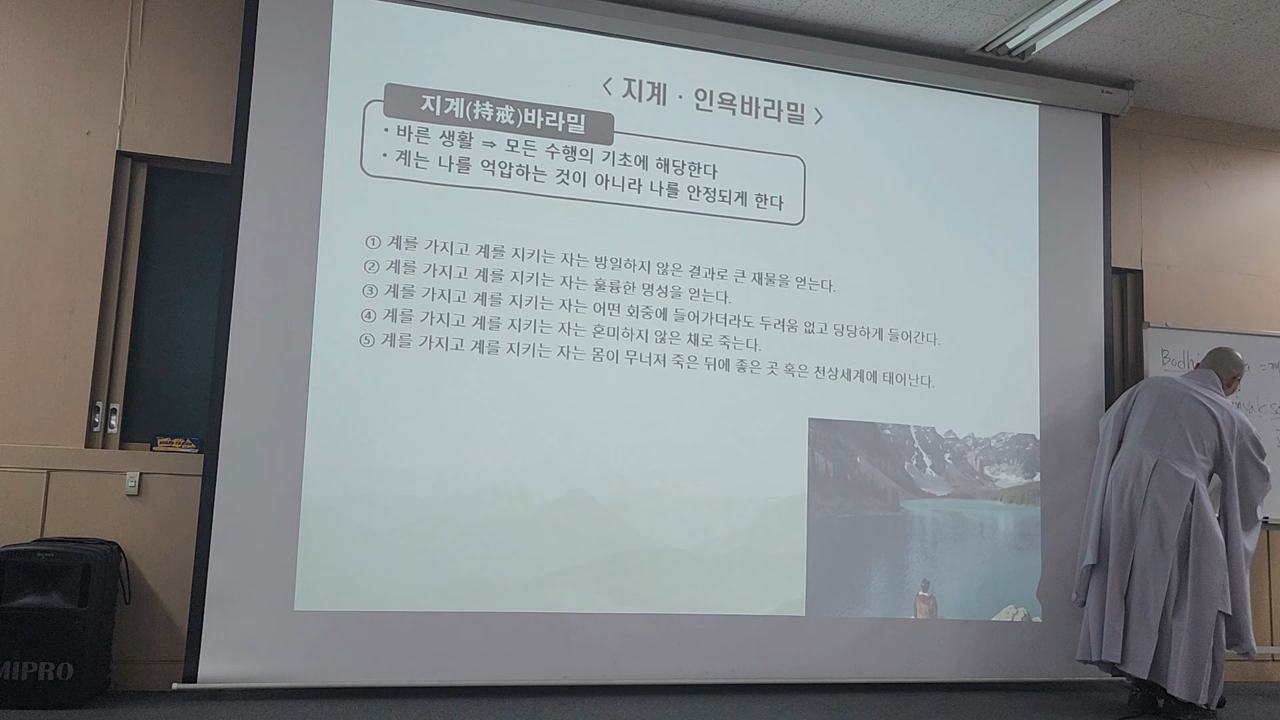 < 지계 · 인욕바라밀 >
지계(持戒)바라밀
• 바른 생활 ⇒ 모든 수행의 기초에 해당한다
• 계는 나를 억압하는 것이 아니라 나를 안정되게 한다
① 계를 가지고 계를 지키는 자는 방일하지 않은 결과로 큰 재물을 얻는다.
② 계를 가지고 계를 지키는 자는 훌륭한 명성을 얻는다.
③ 계를 가지고 계를 지키는 자는 어떤 회중에 들어가더라도 두려움 없고 당당하게 들어간다.
④ 계를 가지고 계를 지키는 자는 혼미하지 않은 채로 죽는다.
⑤ 계를 가지고 계를 지키는 자는 몸이 무너져 죽은 뒤에 좋은 곳 혹은 천상세계에 태어난다.
MIPRO